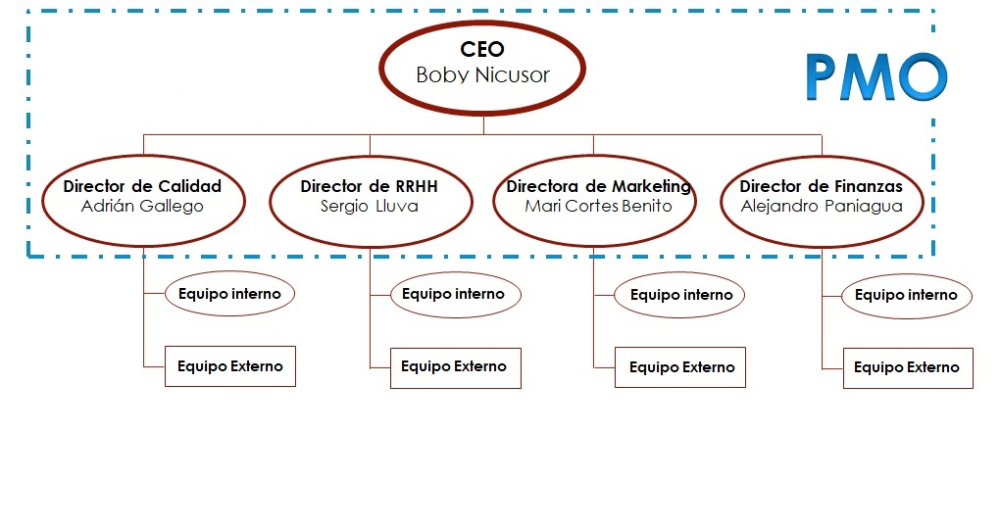 CEO
Boby Nicusor
PMO
Director de Calidad
Adrián Gallego
Director de RRHH
Sergio Lluva
Directora de Marketing
Mari Cortes Benito
Director de Finanzas
Alejandro Paniagua
Equipo interno
Equipo interno
Equipo interno
Equipo interno
Equipo Externo
Equipo Externo
Equipo Externo
Equipo Externo